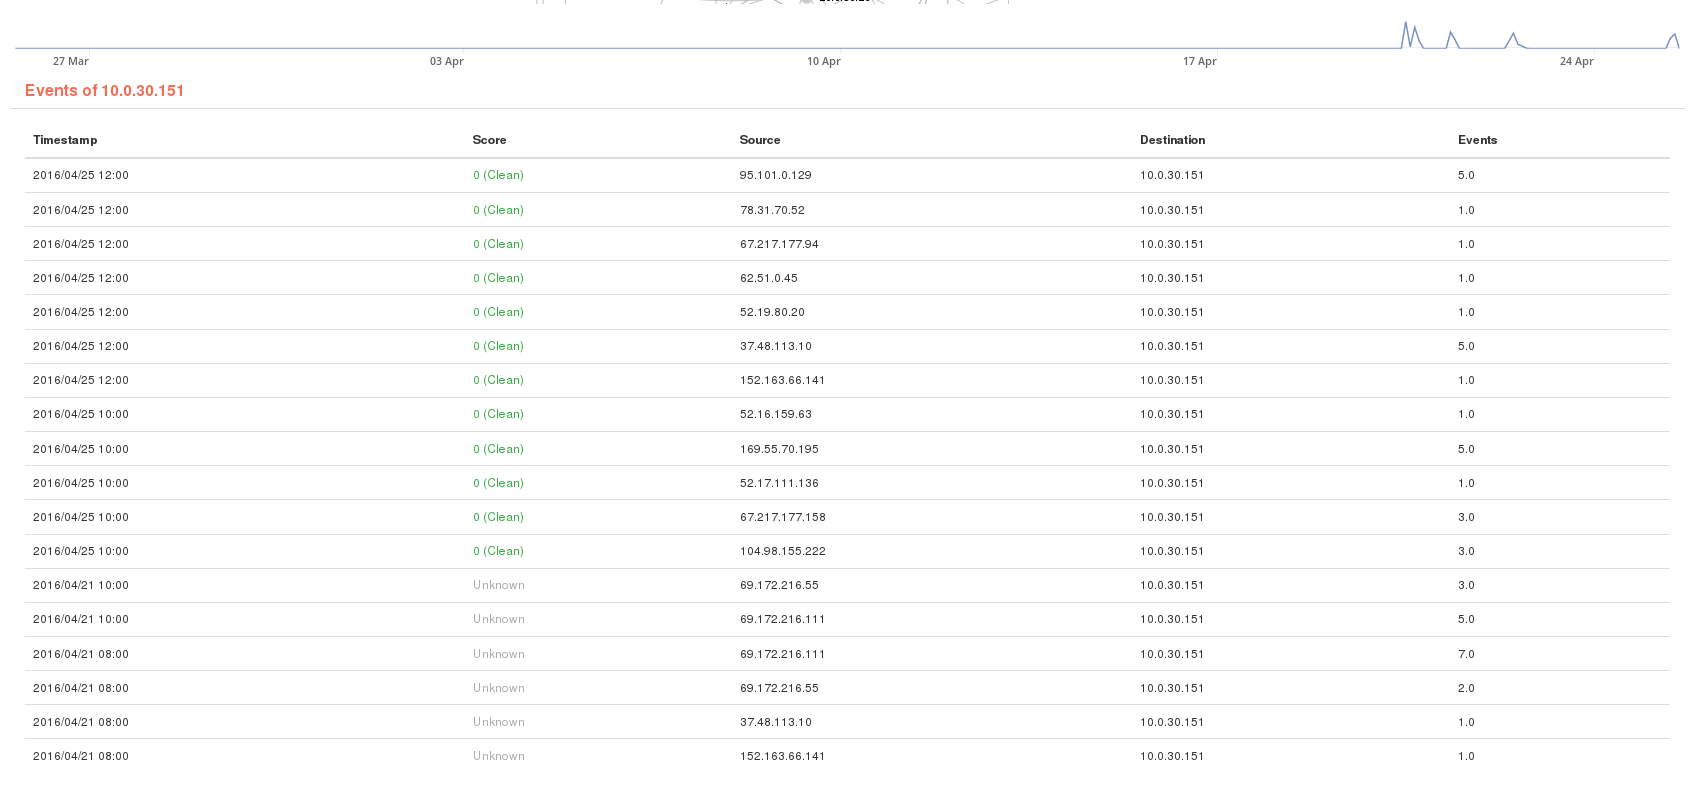 27 Mar 03 Apr 10 Apr 17 Apr 24 Apr
Events of 10.0.30.151
Timestamp Score Source Destination Events
2016/04/25 12:00 0 (Clean) 95.101.0.129 10.0.30.151 5.0
2016/04/25 12:00 0 (Clean) 78.31.70.52 10.0.30.151 1.0
2016/04/25 12:00 0 (Clean) 67.217.177.94 10.0.30.151 1.0
2016/04/25 12:00 0 (Clean) 62.51.0.45 10.0.30.151 1.0
2016/04/25 12:00 0 (Clean) 52.19.80.20 10.0.30.151 1.0
2016/04/25 12:00 0 (Clean) 37.48.113.10 10.0.30.151 5.0
2016/04/25 12:00 0 (Clean) 152.163.66.141 10.0.30.151 1.0
2016/04/25 10:00 0 (Clean) 52.16.159.63 10.0.30.151 1.0
2016/04/25 10:00 0 (Clean) 169.55.70.195 10.0.30.151 5.0
2016/04/25 10:00 0 (Clean) 52.17.111.136 10.0.30.151 1.0
2016/04/25 10:00 0 (Clean) 67.217.177.158 10.0.30.151 3.0
2016/04/25 10:00 0 (Clean) 104.98.155.222 10.0.30.151 3.0
2016/04/21 10:00 Unknown 69.172.216.55 10.0.30.151 3.0
2016/04/21 10:00 Unknown 69.172.216.111 10.0.30.151 5.0
2016/04/21 08:00 Unknown 69.172.216.111 10.0.30.151 7.0
2016/04/21 08:00 Unknown 69.172.216.55 10.0.30.151 2.0
2016/04/21 08:00 Unknown 37.48.113.10 10.0.30.151 1.0
2016/04/21 08:00 Unknown 152.163.66.141 10.0.30.151 1.0